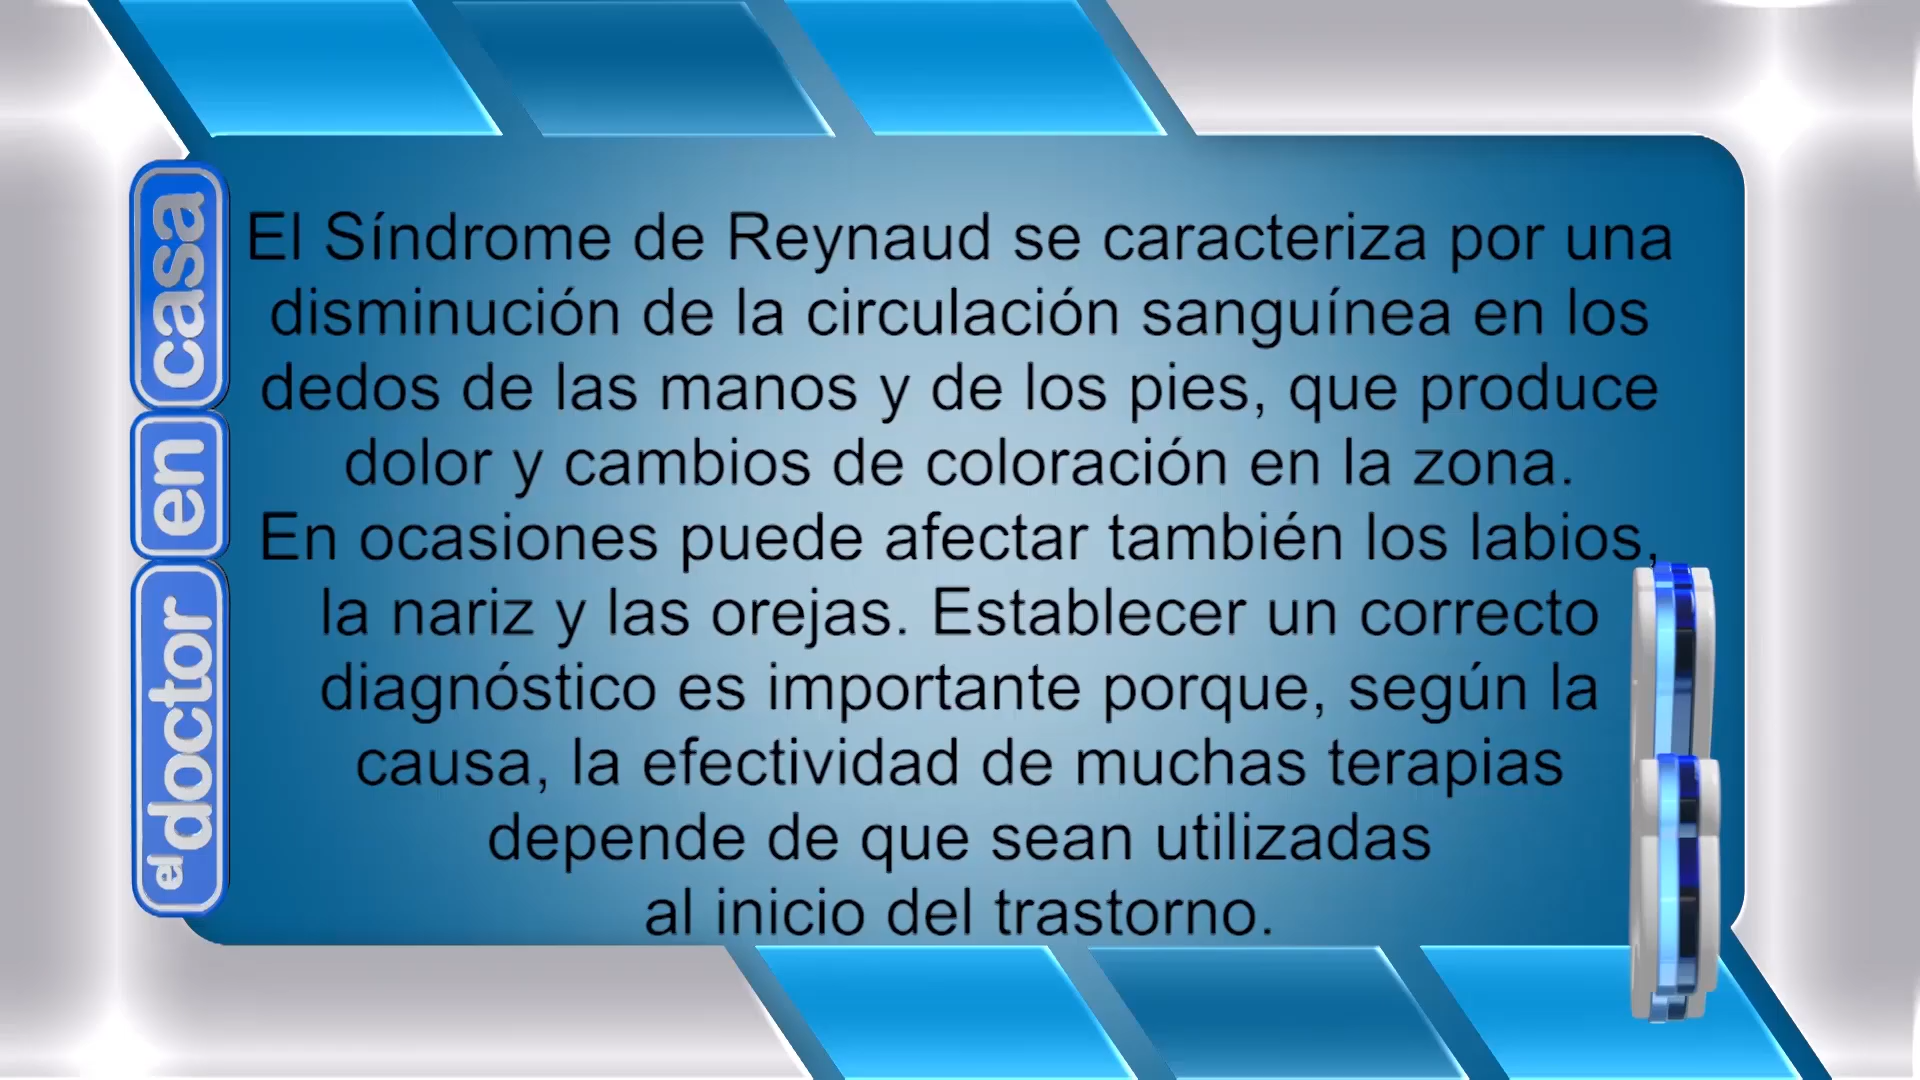 El Síndrome de Reynaud se caracteriza por una
disminución de la circulación sanguínea en los
dedos de las manos y de los pies, que produce
dolor y cambios de coloración en la zona.
En ocasiones puede afectar también los labios,
la nariz y las orejas. Establecer un correcto
diagnóstico es importante porque, según la
causa, la efectividad de muchas terapias
depende de que sean utilizadas
al inicio del trastorno.
el doctor en casa